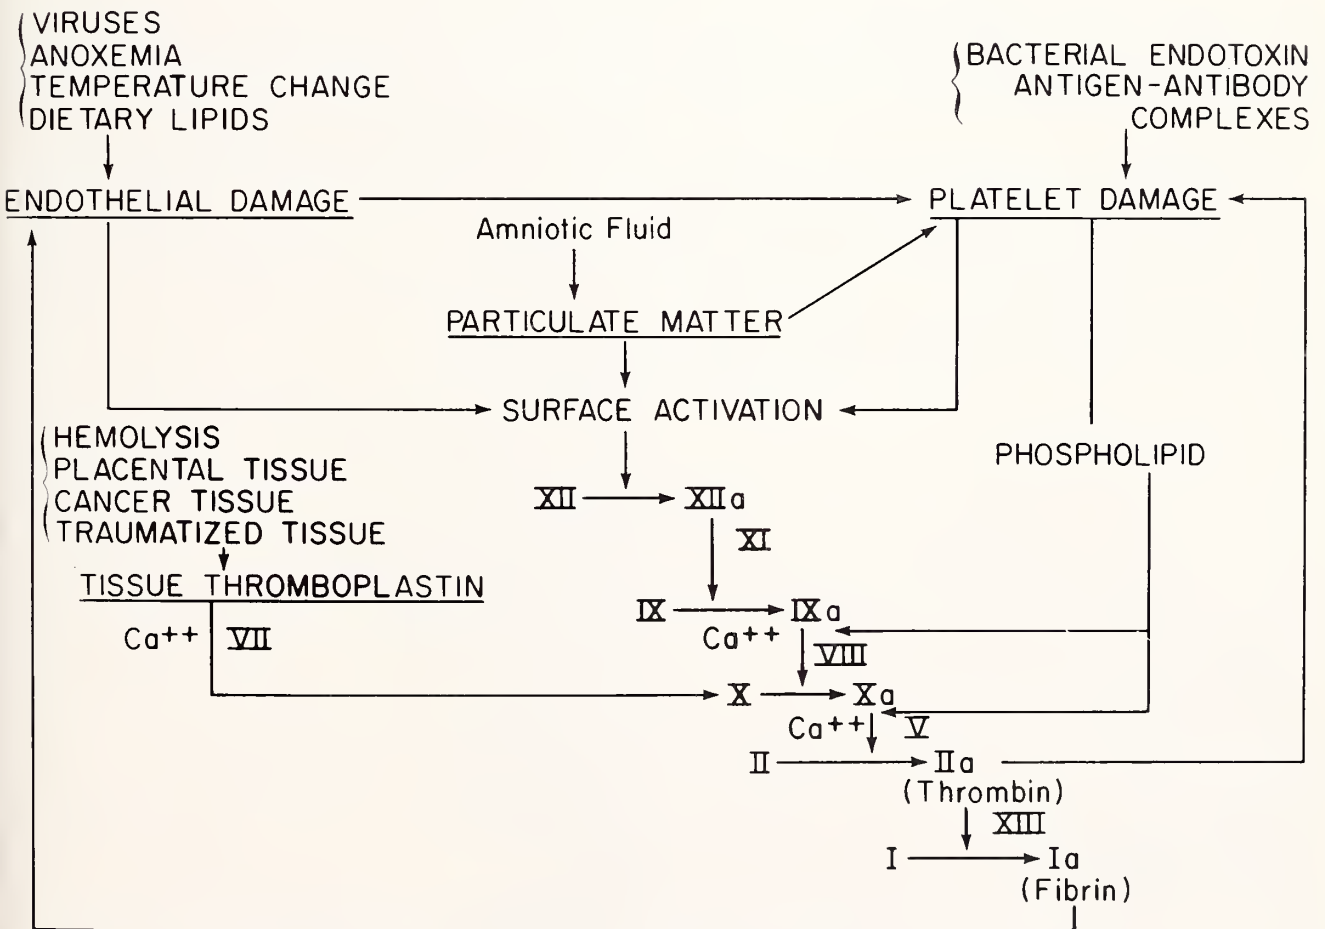 VIRUSES
ANOXEMIA
TEMPERATURE CHANGE
DIETARY LIPIDS
BACTERIAL ENDOTOXIN
ANTIGEN-ANTIBODY
COMPLEXES
ENDOTHELIAL DAMAGE
PLATELET DAMAGE
Amniotic Fluid
PARTICULATE MATTER
SURFACE ACTIVATION
HEMOLYSIS
PLACENTAL TISSUE
CANCER TISSUE
TRAUMATIZED TISSUE
PHOSPHOLIPID
XII XIIa
XI
TISSUE THROMBOPLASTIN
Ca++ VII
IX IXa
Ca++
VIII
X Xa
Ca++ V
II IIa
(Thrombin)
XIII
I Ia
(Fibrin)